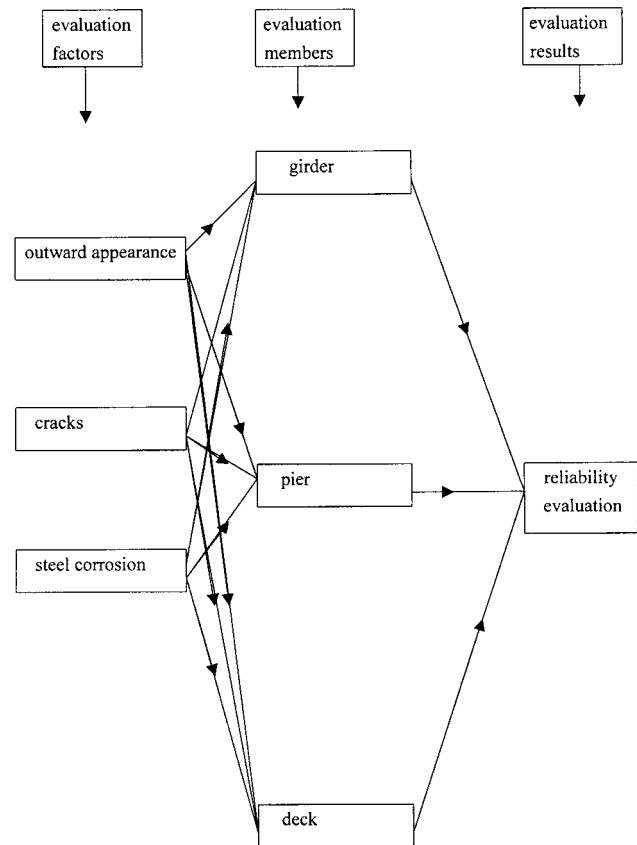 evaluation
factors
evaluation
members
evaluation
results
girder
outward appearance
cracks
pier
reliability
evaluation
steel corrosion
deck